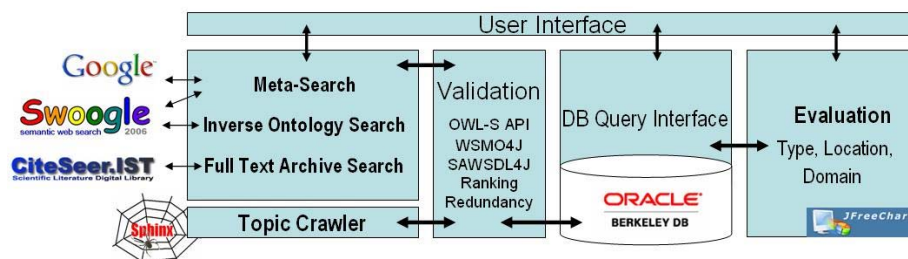 User Interface
Google
Swoogle
semantic web search 2006
CiteSeer.IST
Scientific Literature Digital Library
Sphinx
Meta-Search
Inverse Ontology Search
Full Text Archive Search
Topic Crawler
Validation
OWL-S API
WSMO4J
SAWSDL4J
Ranking
Redundancy
DB Query Interface
ORACLE
BERKELEY DB
Evaluation
Type, Location,
Domain
JFreeChar